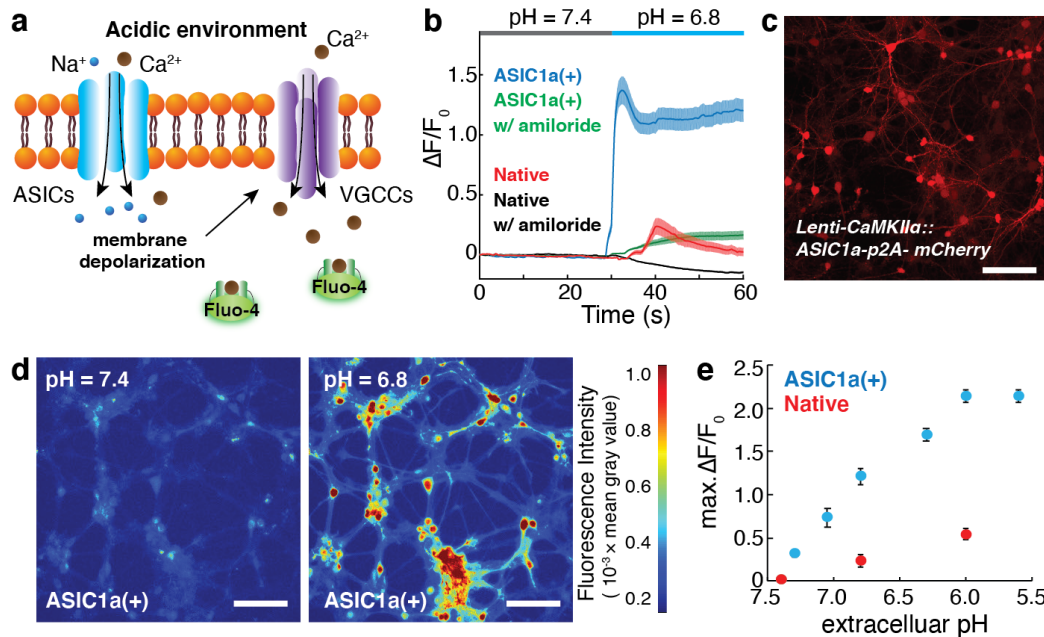 a
Acidic environment
Na⁺
Ca²⁺
Ca²⁺
ASICs
VGCCs
membrane
depolarization
Fluo-4
Fluo-4
b
pH = 7.4
pH = 6.8
ΔF/F₀
1.5
1.0
0.5
0
ASIC1a(+)
ASIC1a(+)
w/ amiloride
Native
Native
w/ amiloride
0
20
40
60
Time (s)
c
Lenti-CaMKIIα::
ASIC1a-p2A- mCherry
d
pH = 7.4
ASIC1a(+)
pH = 6.8
ASIC1a(+)
Fluorescence Intensity
( 10⁻³ × mean gray value)
1.0
0.8
0.6
0.4
0.2
e
ASIC1a(+)
Native
max. ΔF/F₀
2.5
2.0
1.5
1.0
0.5
0
7.5
7.0
6.5
6.0
5.5
extracelluar pH